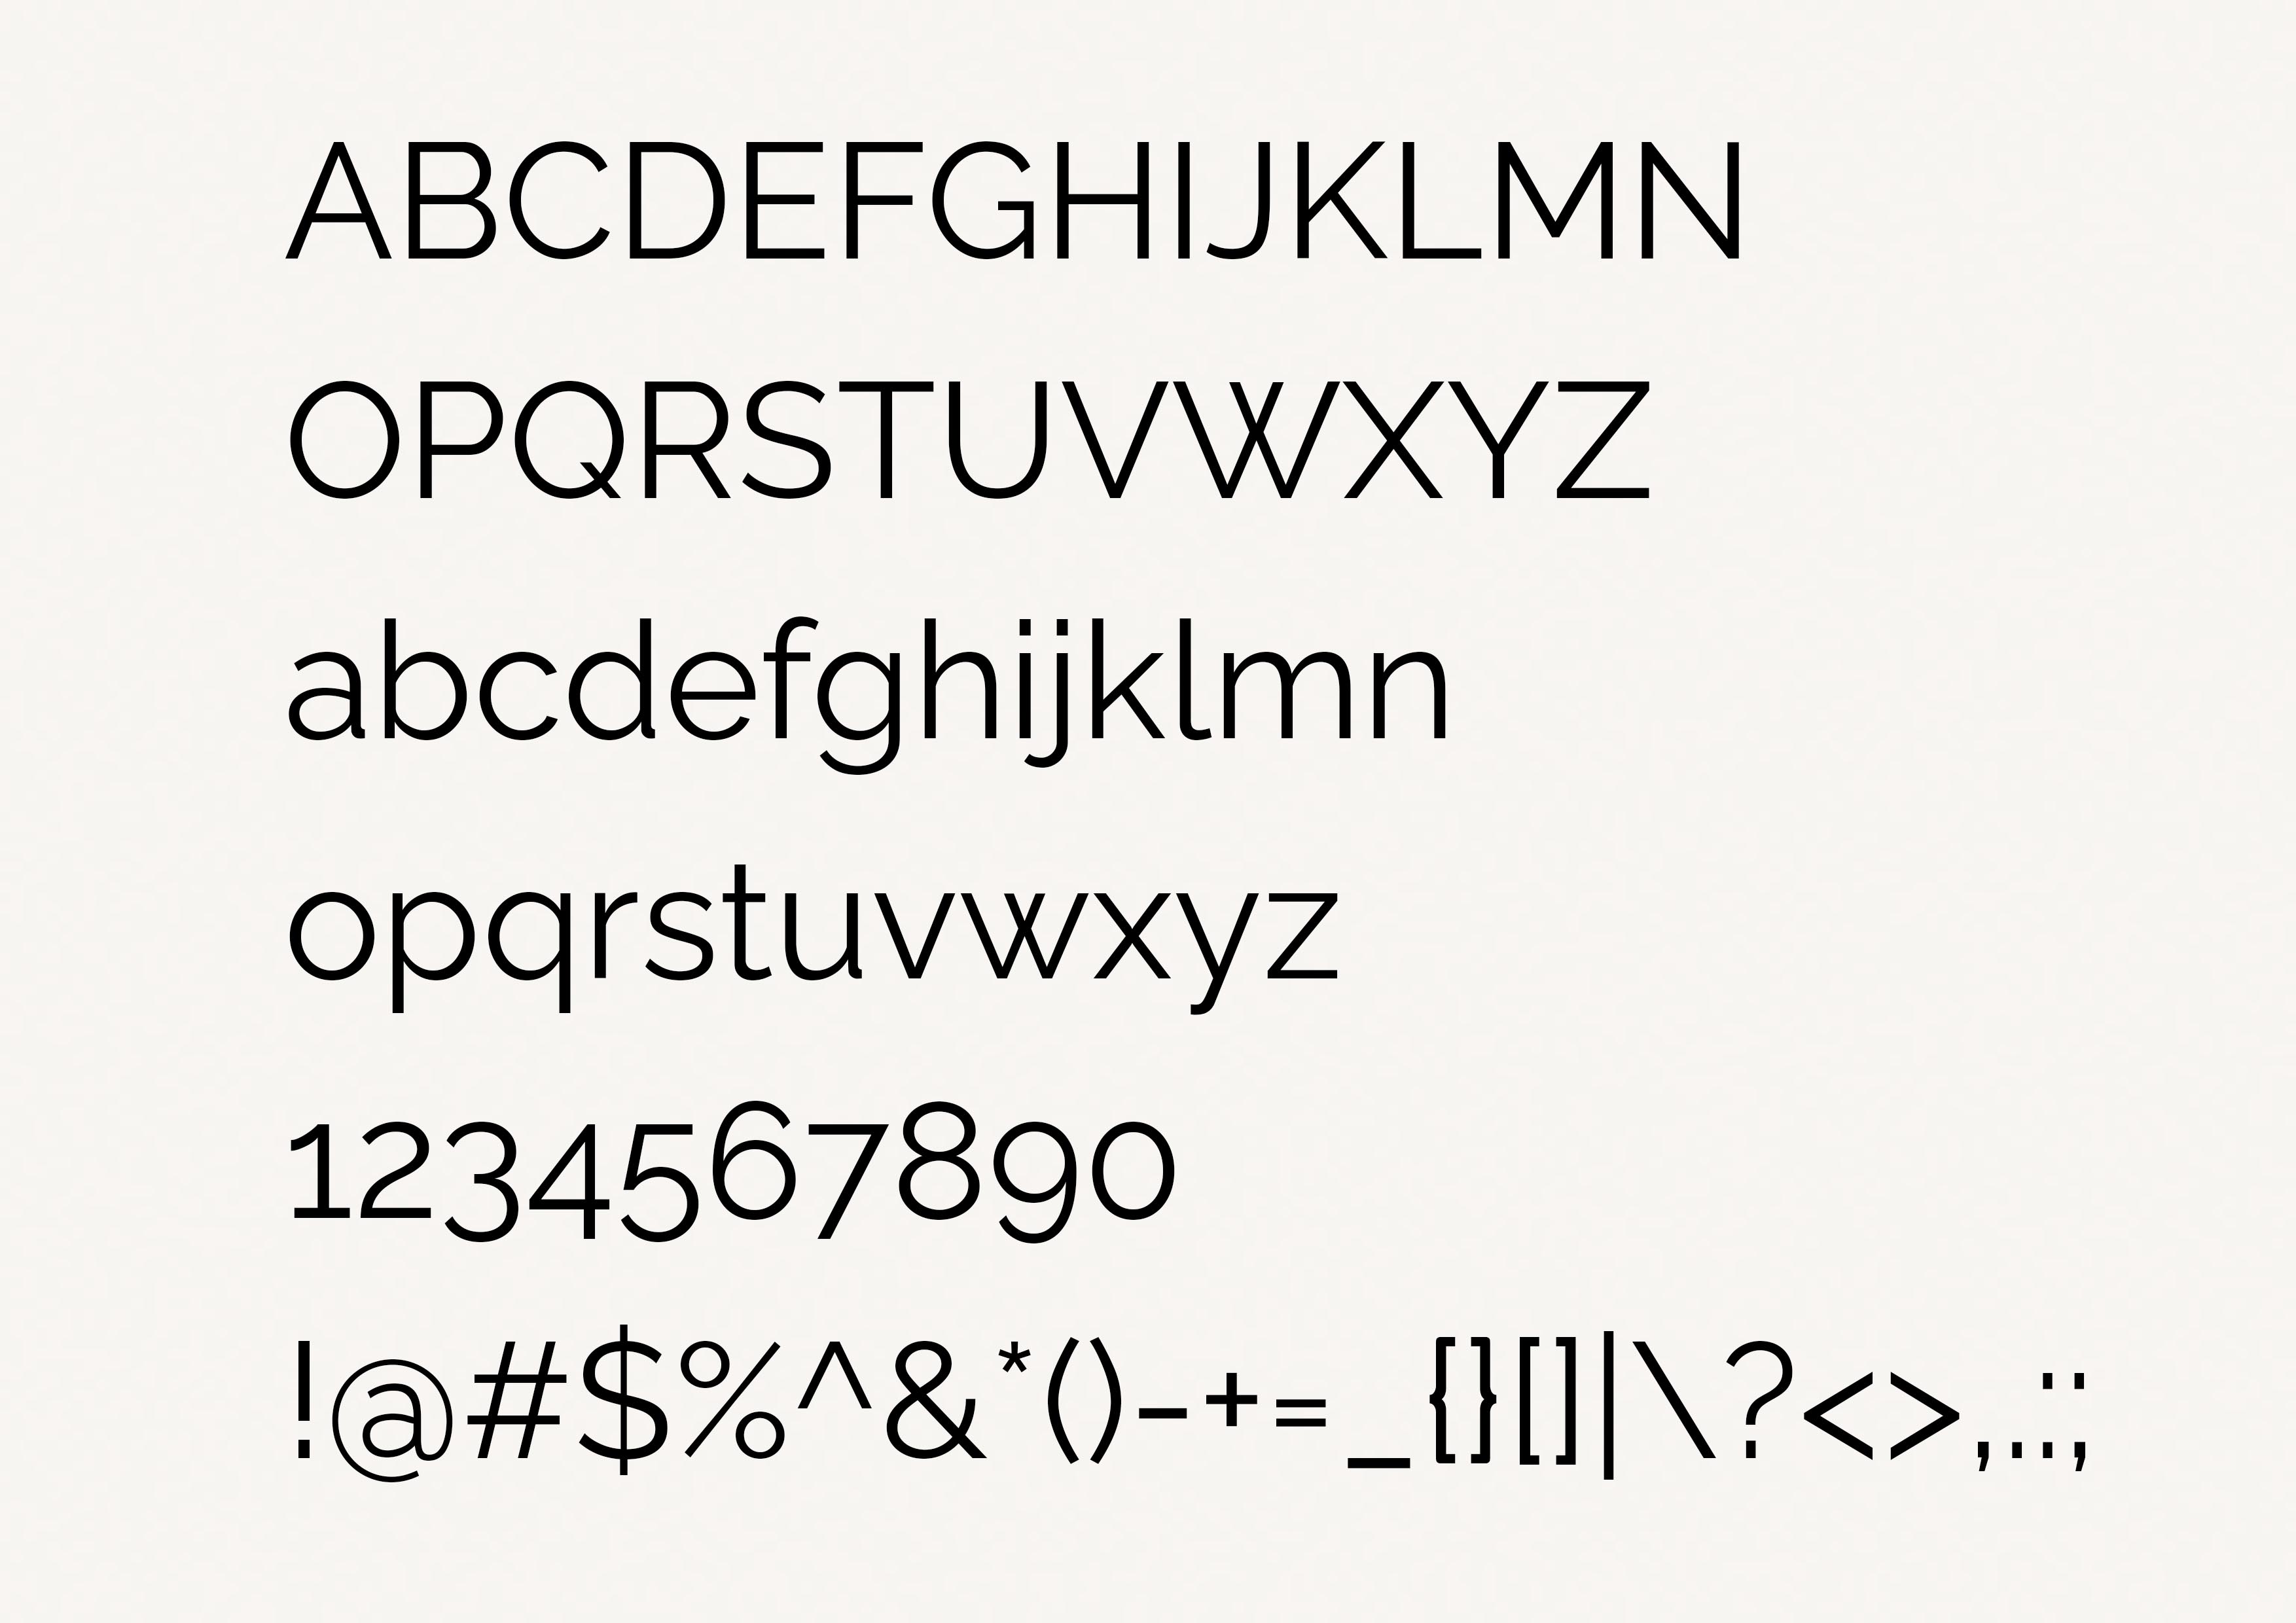 ABCDEFGHIJKLMN
OPQRSTUVWXYZ
abcdefghijklmn
opqrstuvwxyz
1234567890
!@#$%^&*()-+=_{}[]|\?<>,.:;